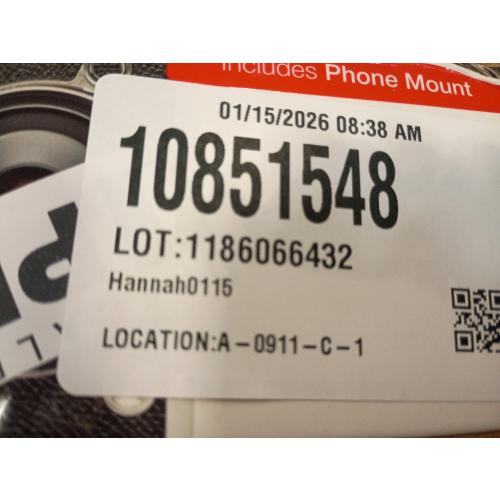 Includes Phone Mount
01/15/2026 08:38 AM
10851548
LOT:1186066432
Hannah0115
LOCATION:A-0911-C-1